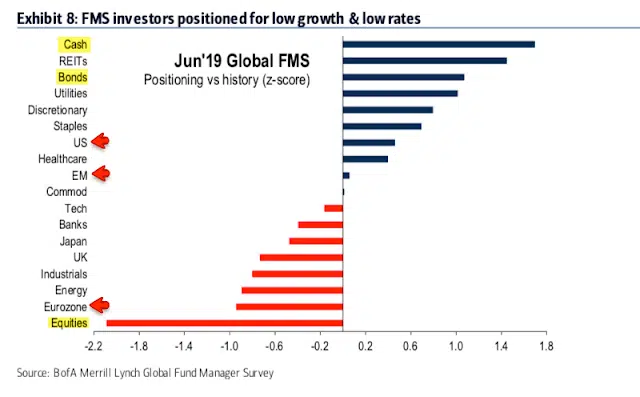 Exhibit 8: FMS investors positioned for low growth & low rates
Jun'19 Global FMS
Positioning vs history (z-score)
Cash
REITs
Bonds
Utilities
Discretionary
Staples
US
Healthcare
EM
Commod
Tech
Banks
Japan
UK
Industrials
Energy
Eurozone
Equities
-2.2 -1.8 -1.4 -1.0 -0.6 -0.2 0.2 0.6 1.0 1.4 1.8
Source: BofA Merrill Lynch Global Fund Manager Survey